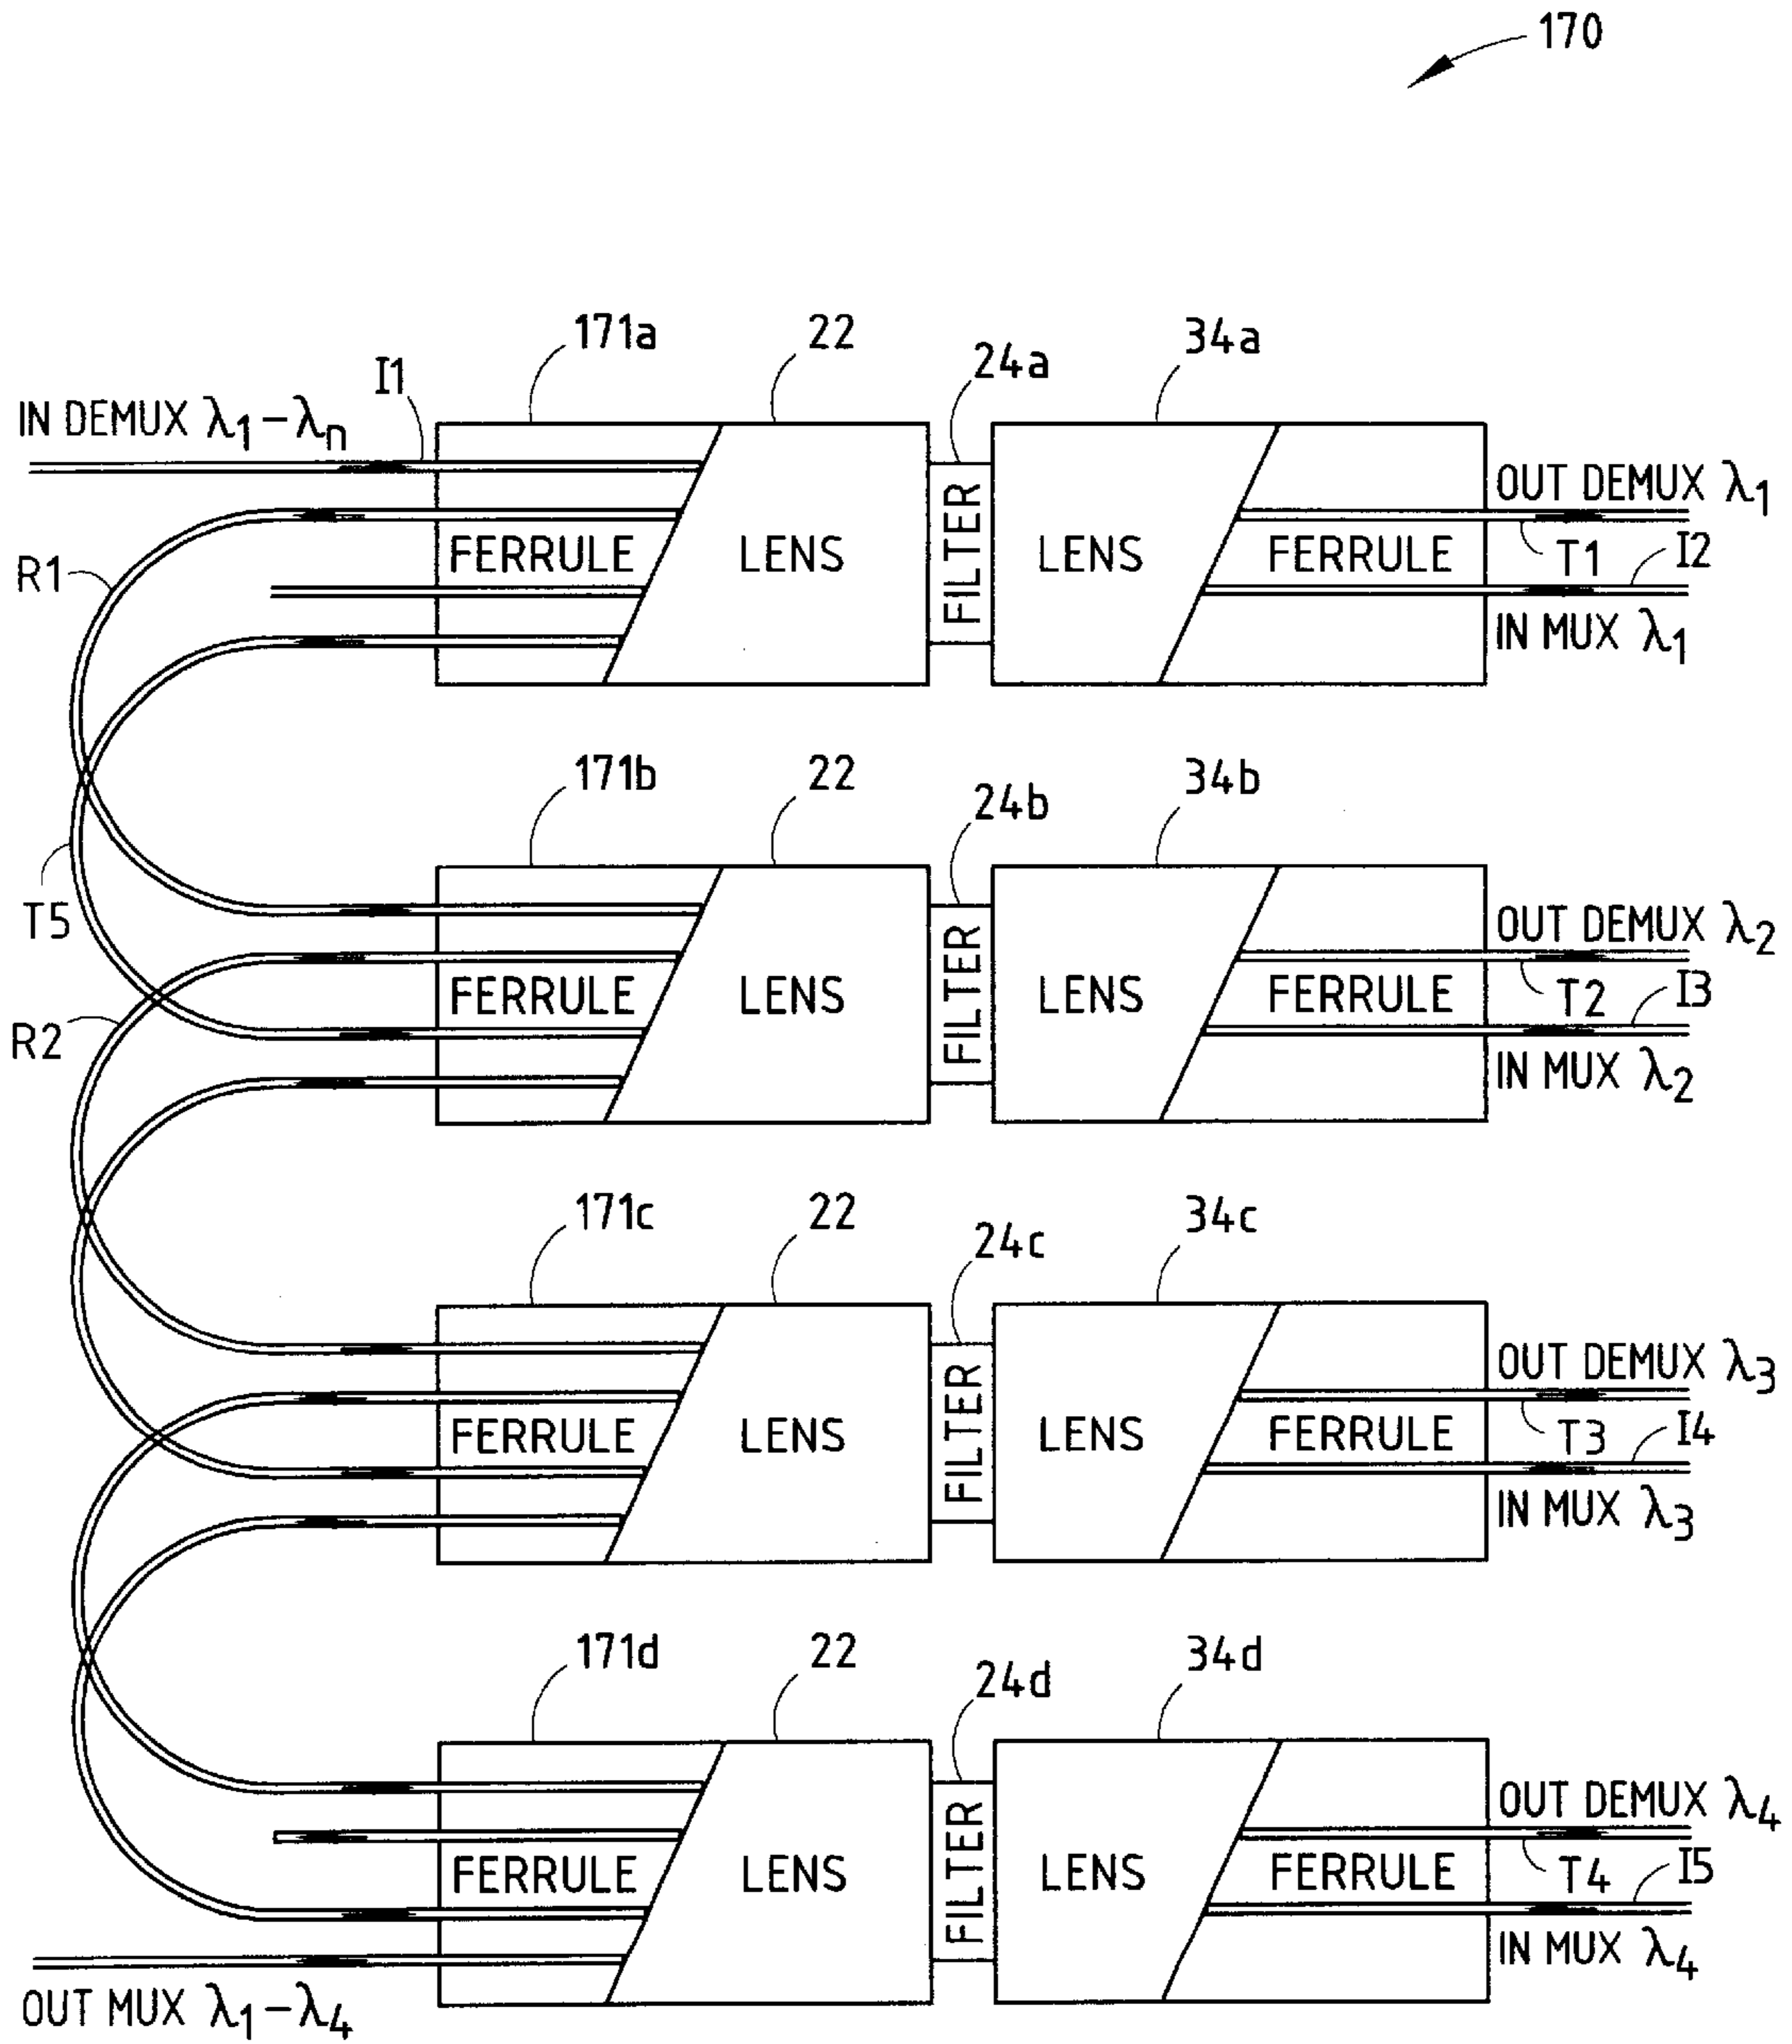 170
171a
22
24a
34a
I1
IN DEMUX λ1-λn
R1
FERRULE
LENS
FILTER
LENS
FERRULE
OUT DEMUX λ1
T1
I2
IN MUX λ1
171b
22
24b
34b
T5
R2
FERRULE
LENS
FILTER
LENS
FERRULE
OUT DEMUX λ2
T2
I3
IN MUX λ2
171c
22
24c
34c
FERRULE
LENS
FILTER
LENS
FERRULE
OUT DEMUX λ3
T3
I4
IN MUX λ3
171d
22
24d
34d
FERRULE
LENS
FILTER
LENS
FERRULE
OUT DEMUX λ4
T4
I5
IN MUX λ4
OUT MUX λ1-λ4